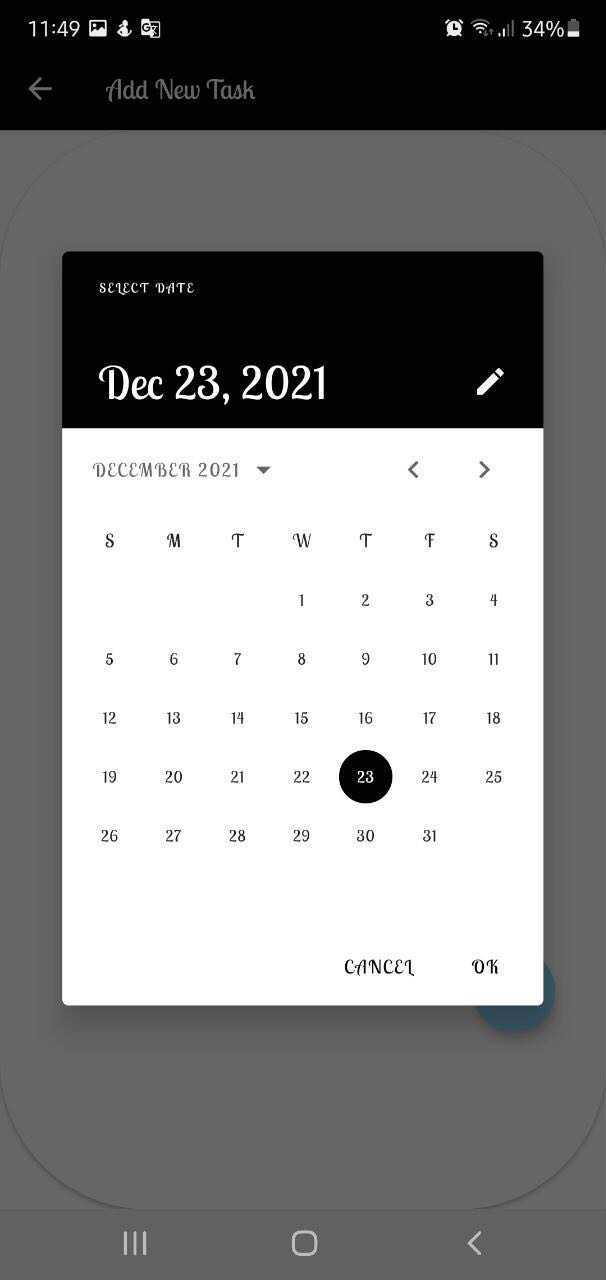 11:49 34%
Add New Task
SELECT DATE
Dec 23, 2021
DECEMBER 2021
S M T W T F S
1 2 3 4
5 6 7 8 9 10 11
12 13 14 15 16 17 18
19 20 21 22 23 24 25
26 27 28 29 30 31
CANCEL OK